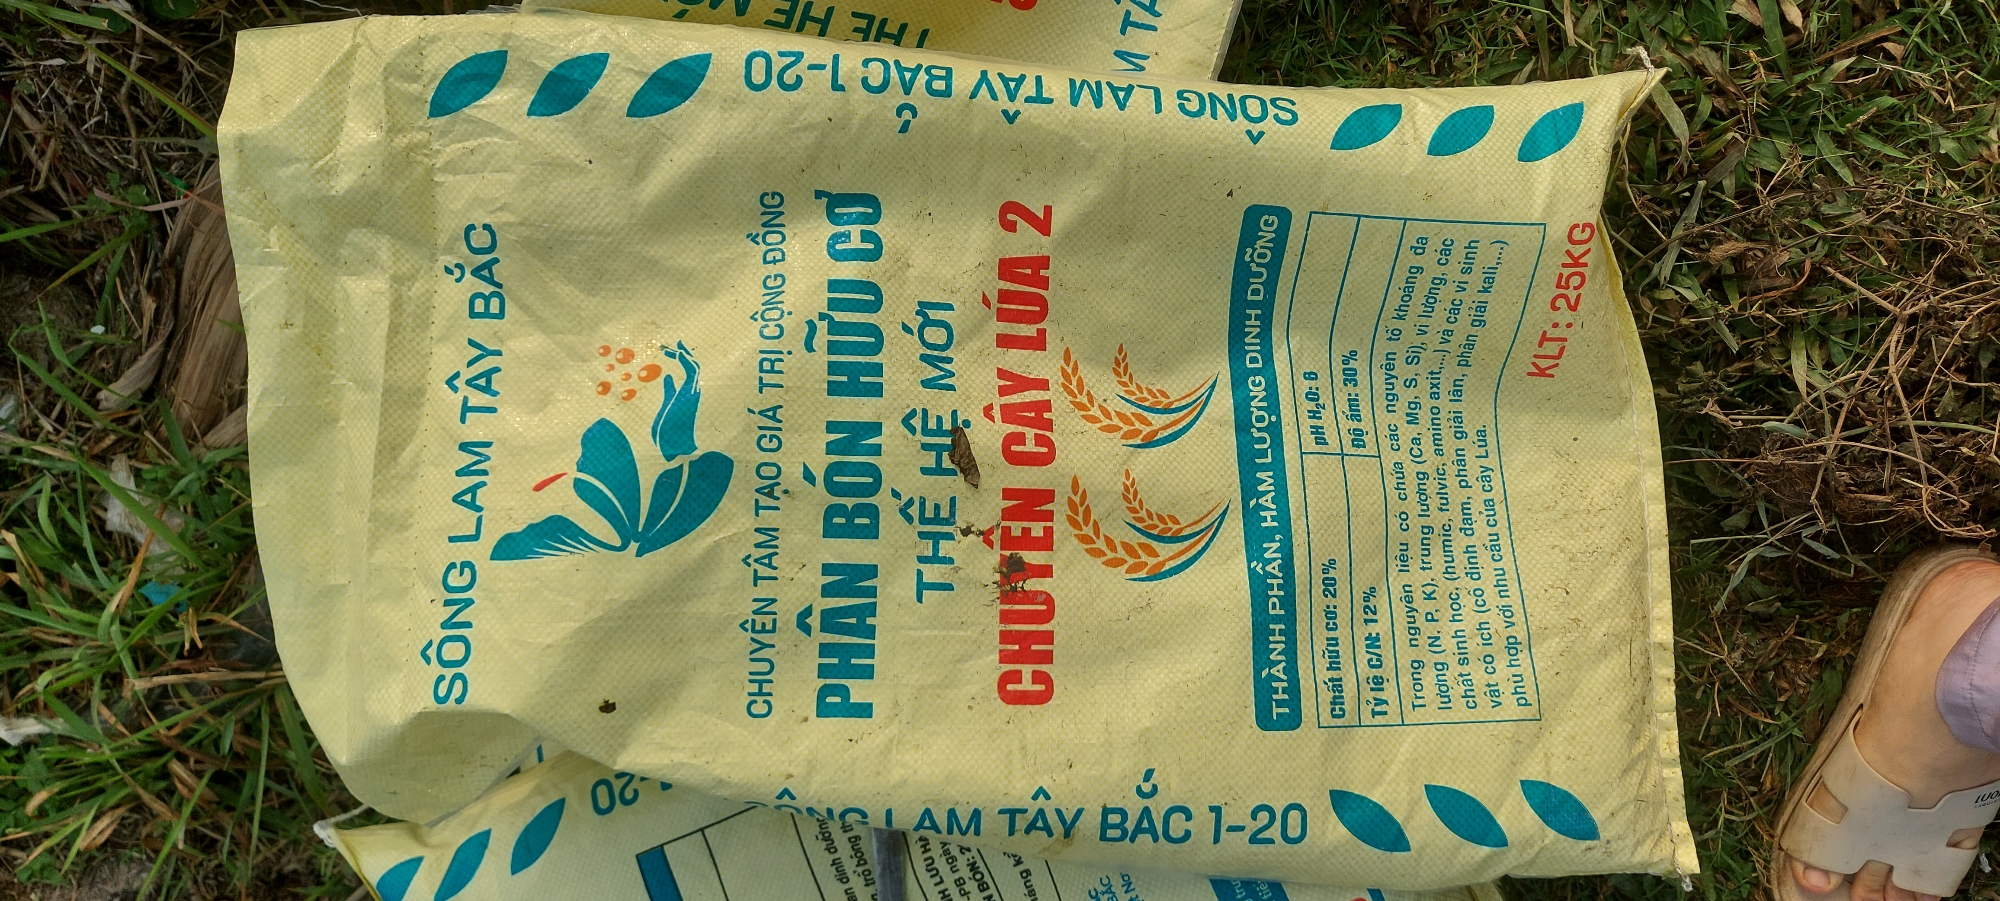 SÔNG LAM TÂY BẮC
CHUYÊN TÂM TẠO GIÁ TRỊ CỘNG ĐỒNG
PHÂN BÓN HỮU CƠ
THẾ HỆ MỚI
CHUYÊN CÂY LÚA 2
THÀNH PHẦN, HÀM LƯỢNG DINH DƯỠNG
Chất hữu cơ: 20% pH H₂O: 6
Tỷ lệ C/N: 12% Độ ẩm: 30%
Trong nguyên liệu có chứa các nguyên tố khoáng đa
lượng (N, P, K), trung lượng (Ca, Mg, S, Si), vi lượng, các
chất sinh học, (humic, fulvic, amino axit,...) và các vi sinh
vật có ích (cố định đạm, phân giải lân, phân giải kali,...)
phù hợp với nhu cầu của cây Lúa.
KLT: 25KG
SÔNG LAM TÂY BẮC 1-20
SÔNG LAM TÂY BẮC 1-20
THẾ HỆ MỚI